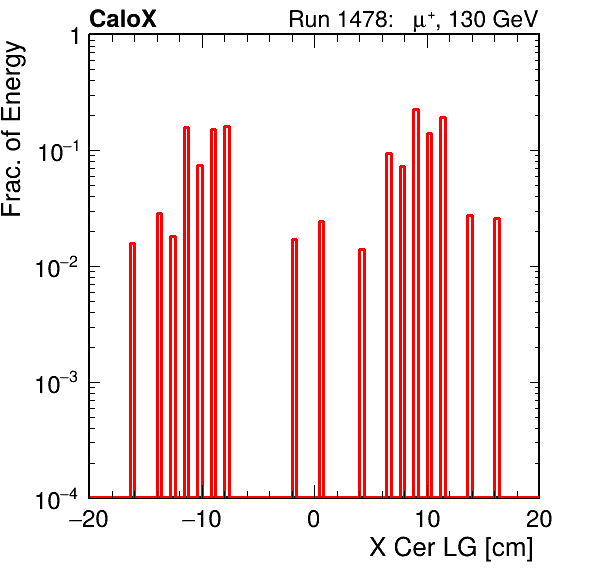 CaloX Run 1478: μ⁺, 130 GeV
Frac. of Energy
1
10⁻¹
10⁻²
10⁻³
10⁻⁴
−20 −10 0 10 20
X Cer LG [cm]